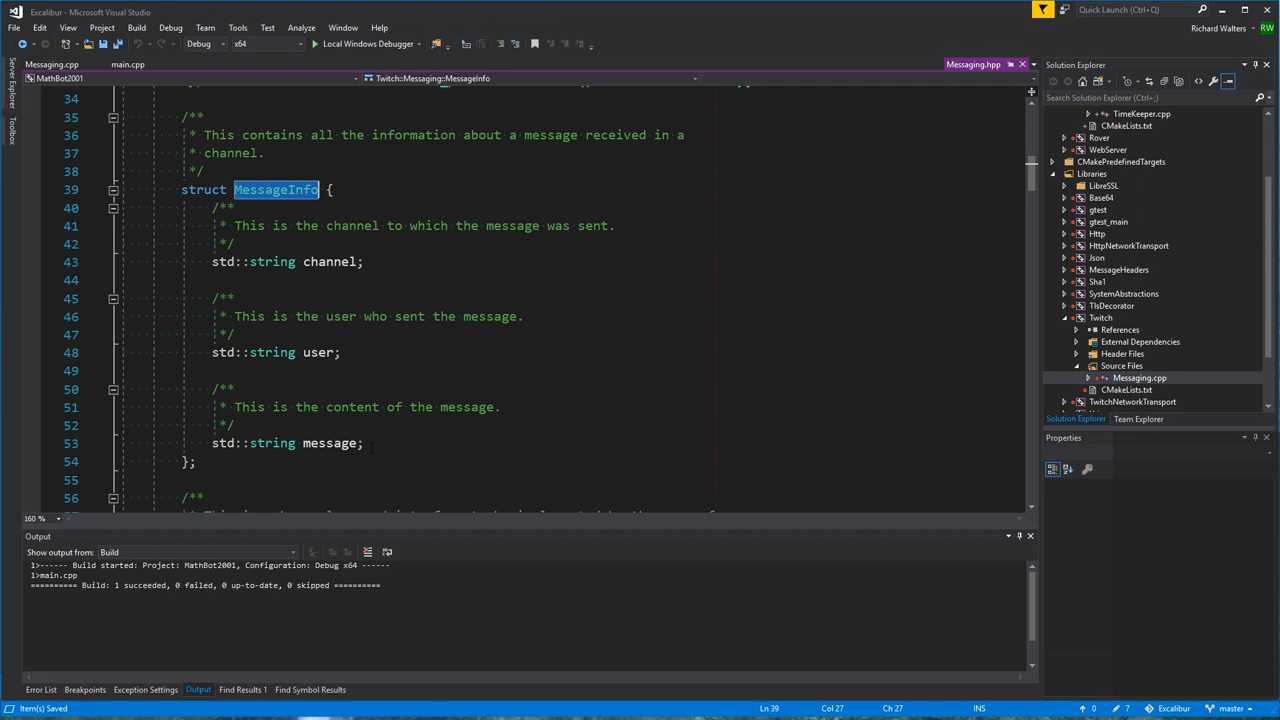 Excalibur - Microsoft Visual Studio
Quick Launch (Ctrl+Q)
File Edit View Project Build Debug Team Tools Test Analyze Window Help
Richard Walters RW
Debug x64 Local Windows Debugger
Messaging.cpp main.cpp Messaging.hpp
MathBot2001 Twitch::Messaging::MessageInfo
Server Explorer
Toolbox
34
35 /**
36 * This contains all the information about a message received in a
37 * channel.
38 */
39 struct MessageInfo {
40 /**
41 * This is the channel to which the message was sent.
42 */
43 std::string channel;
44
45 /**
46 * This is the user who sent the message.
47 */
48 std::string user;
49
50 /**
51 * This is the content of the message.
52 */
53 std::string message;
54 };
55
56 /**
160 %
Solution Explorer
Search Solution Explorer (Ctrl+;)
TimeKeeper.cpp
CMakeLists.txt
Rover
WebServer
CMakePredefinedTargets
Libraries
LibreSSL
Base64
gtest
gtest_main
Http
HttpNetworkTransport
Json
MessageHeaders
Sha1
SystemAbstractions
TlsDecorator
Twitch
References
External Dependencies
Header Files
Source Files
Messaging.cpp
CMakeLists.txt
TwitchNetworkTransport
Solution Explorer Team Explorer
Properties
Output
Show output from: Build
1>------ Build started: Project: MathBot2001, Configuration: Debug x64 ------
1>main.cpp
========== Build: 1 succeeded, 0 failed, 0 up-to-date, 0 skipped ==========
Error List Breakpoints Exception Settings Output Find Results 1 Find Symbol Results
Item(s) Saved Ln 39 Col 27 Ch 27 INS 0 7 Excalibur master